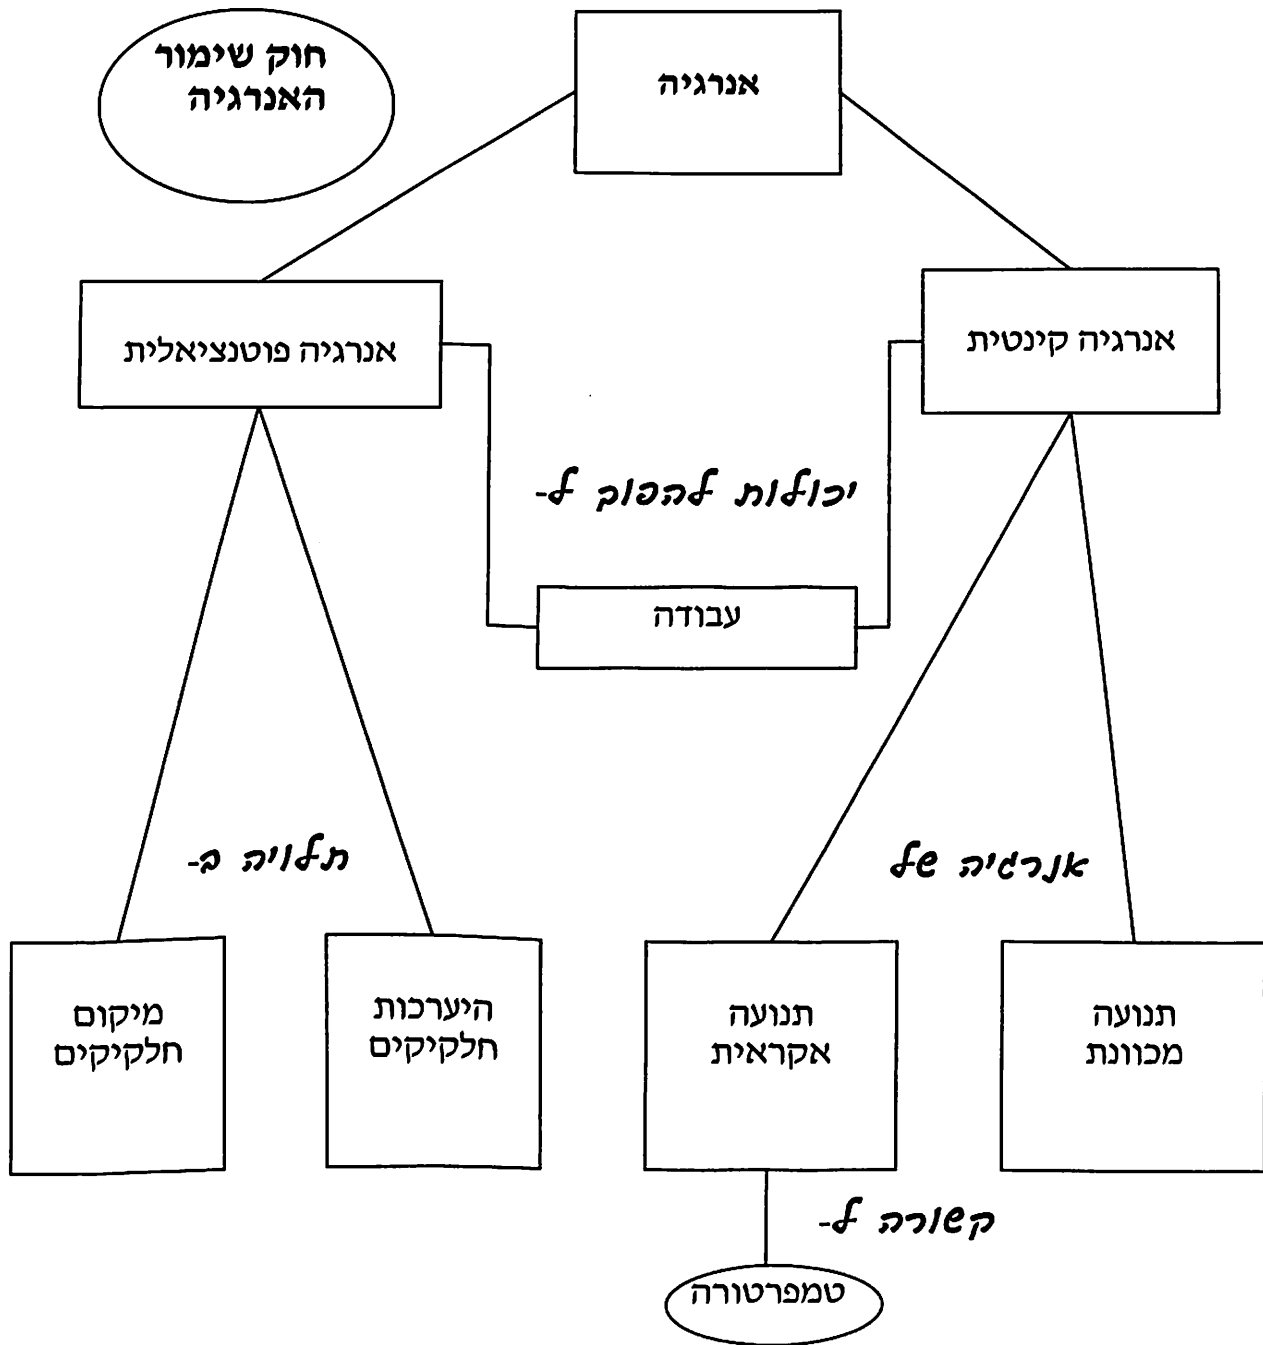 חוק שימור
האנרגיה
אנרגיה
אנרגיה קינטית
אנרגיה פוטנציאלית
יכולות להפוך ל-
עבודה
אנרגיה של
תלויה ב-
תנועה
מכוונת
תנועה
אקראית
היערכות
חלקיקים
מיקום
חלקיקים
קשורה ל-
טמפרטורה